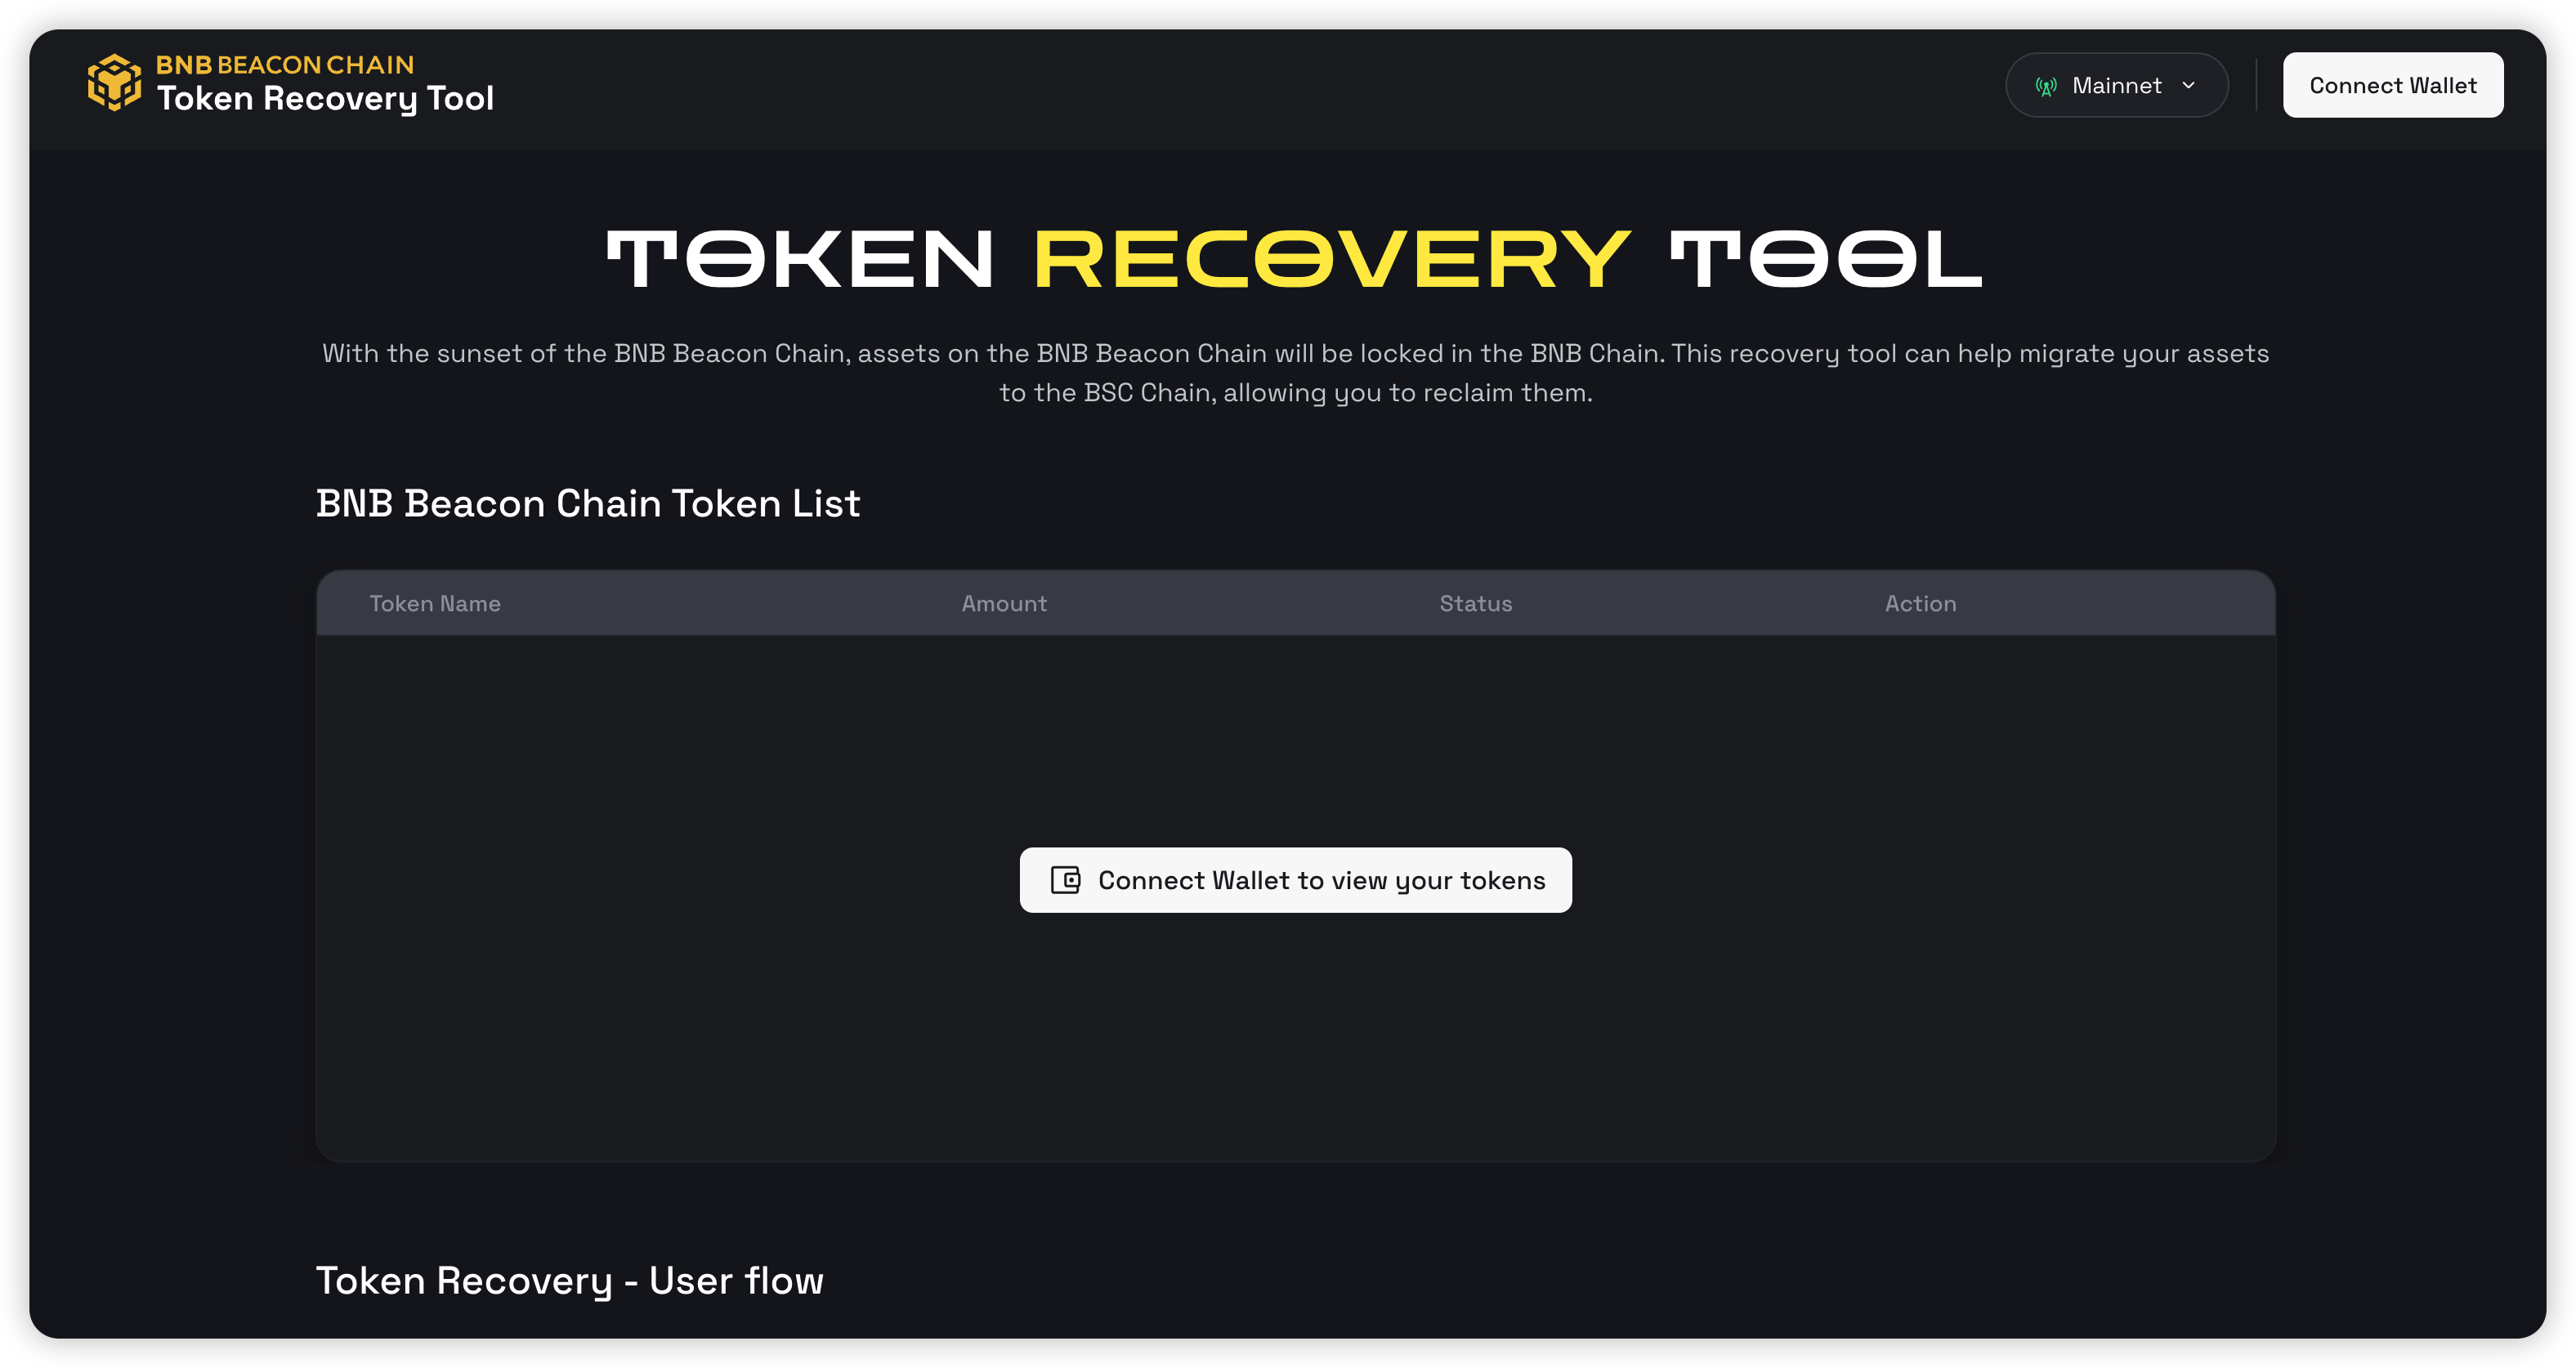 BNB BEACON CHAIN
Token Recovery Tool
Mainnet
Connect Wallet
TOKEN RECOVERY TOOL
With the sunset of the BNB Beacon Chain, assets on the BNB Beacon Chain will be locked in the BNB Chain. This recovery tool can help migrate your assets
to the BSC Chain, allowing you to reclaim them.
BNB Beacon Chain Token List
Token Name Amount Status Action
Connect Wallet to view your tokens
Token Recovery - User flow